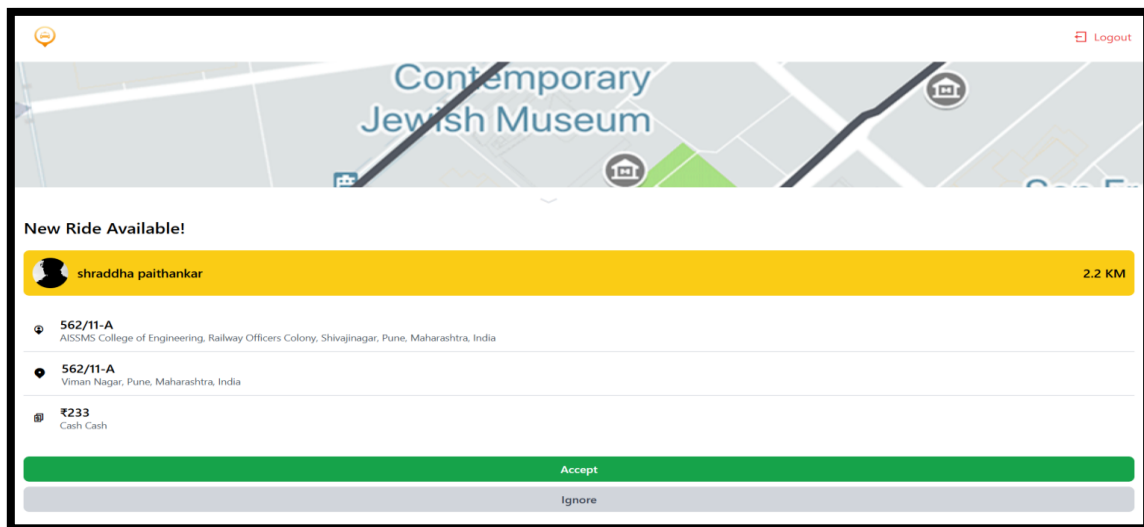 Logout
Contemporary
Jewish Museum
New Ride Available!
shraddha paithankar
2.2 KM
562/11-A
AISSMS College of Engineering, Railway Officers Colony, Shivajinagar, Pune, Maharashtra, India
562/11-A
Viman Nagar, Pune, Maharashtra, India
₹233
Cash Cash
Accept
Ignore